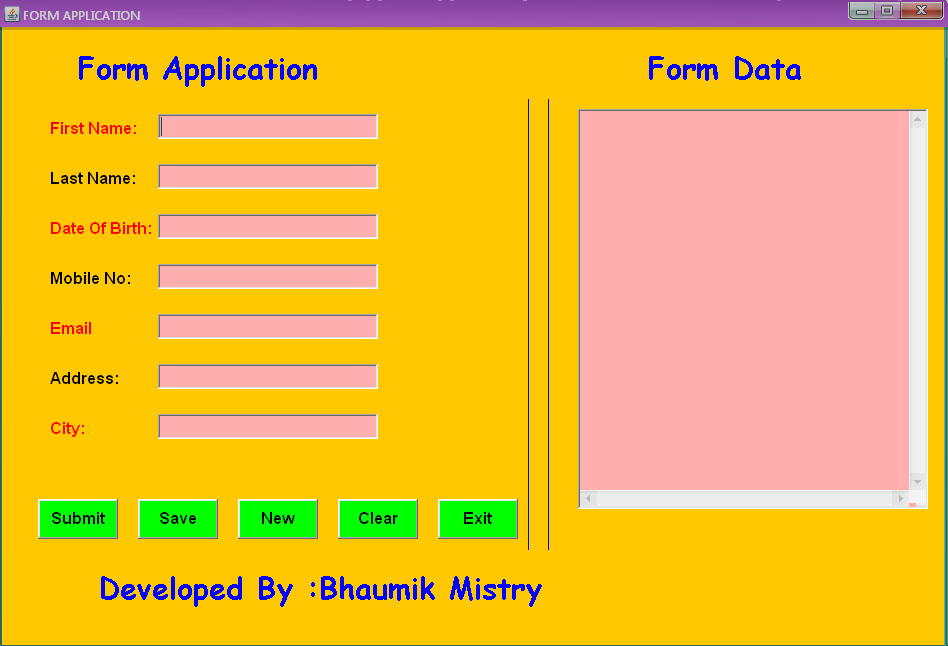 FORM APPLICATION
Form Application
Form Data
First Name:
Last Name:
Date Of Birth:
Mobile No:
Email
Address:
City:
Submit Save New Clear Exit
Developed By :Bhaumik Mistry